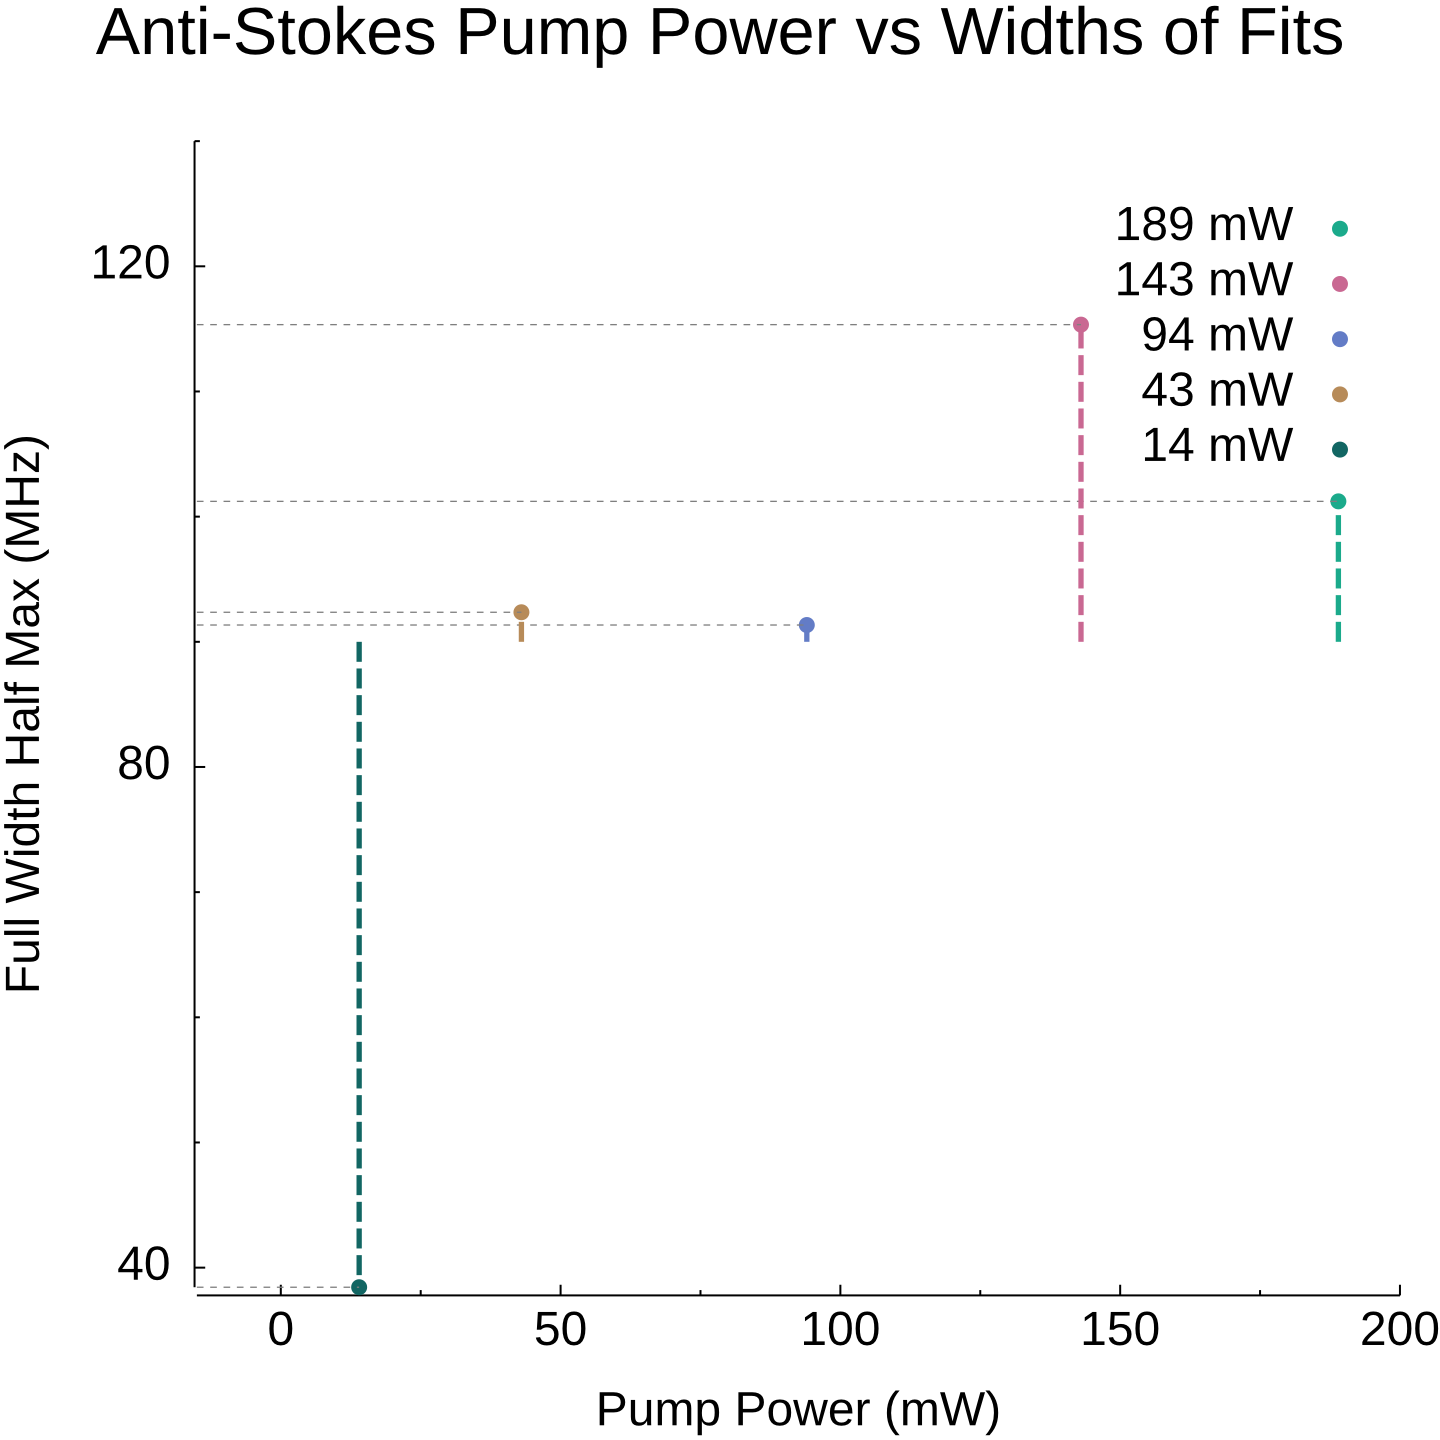 Anti-Stokes Pump Power vs Widths of Fits
Full Width Half Max (MHz)
120
80
40
189 mW
143 mW
94 mW
43 mW
14 mW
0 50 100 150 200
Pump Power (mW)